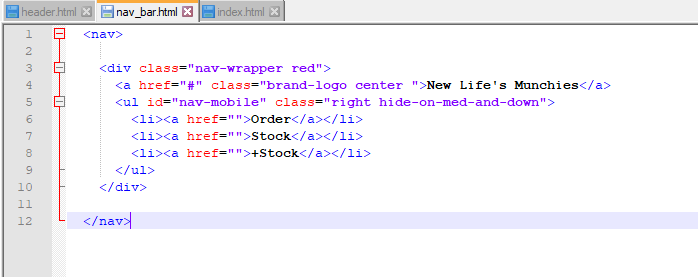 header.html nav_bar.html index.html
1 <nav>
2
3 <div class="nav-wrapper red">
4 <a href="#" class="brand-logo center ">New Life's Munchies</a>
5 <ul id="nav-mobile" class="right hide-on-med-and-down">
6 <li><a href="">Order</a></li>
7 <li><a href="">Stock</a></li>
8 <li><a href="">+Stock</a></li>
9 </ul>
10 </div>
11
12 </nav>